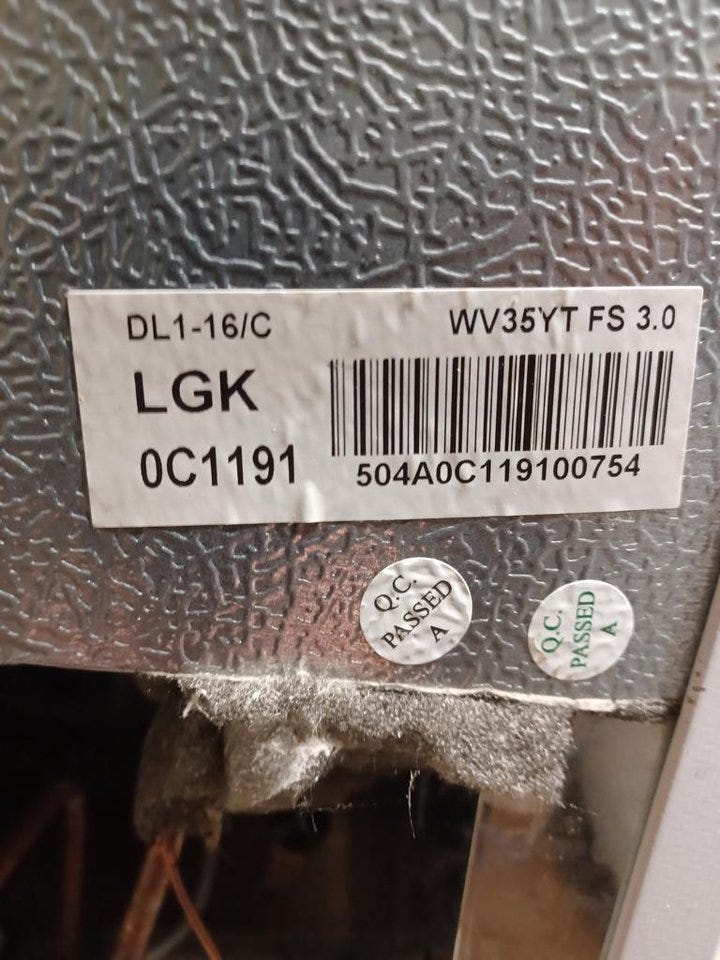 DL1-16/C
WV35YT FS 3.0
LGK
0C1191
504A0C119100754
Q.C.
PASSED
A
Q.C.
PASSED
A